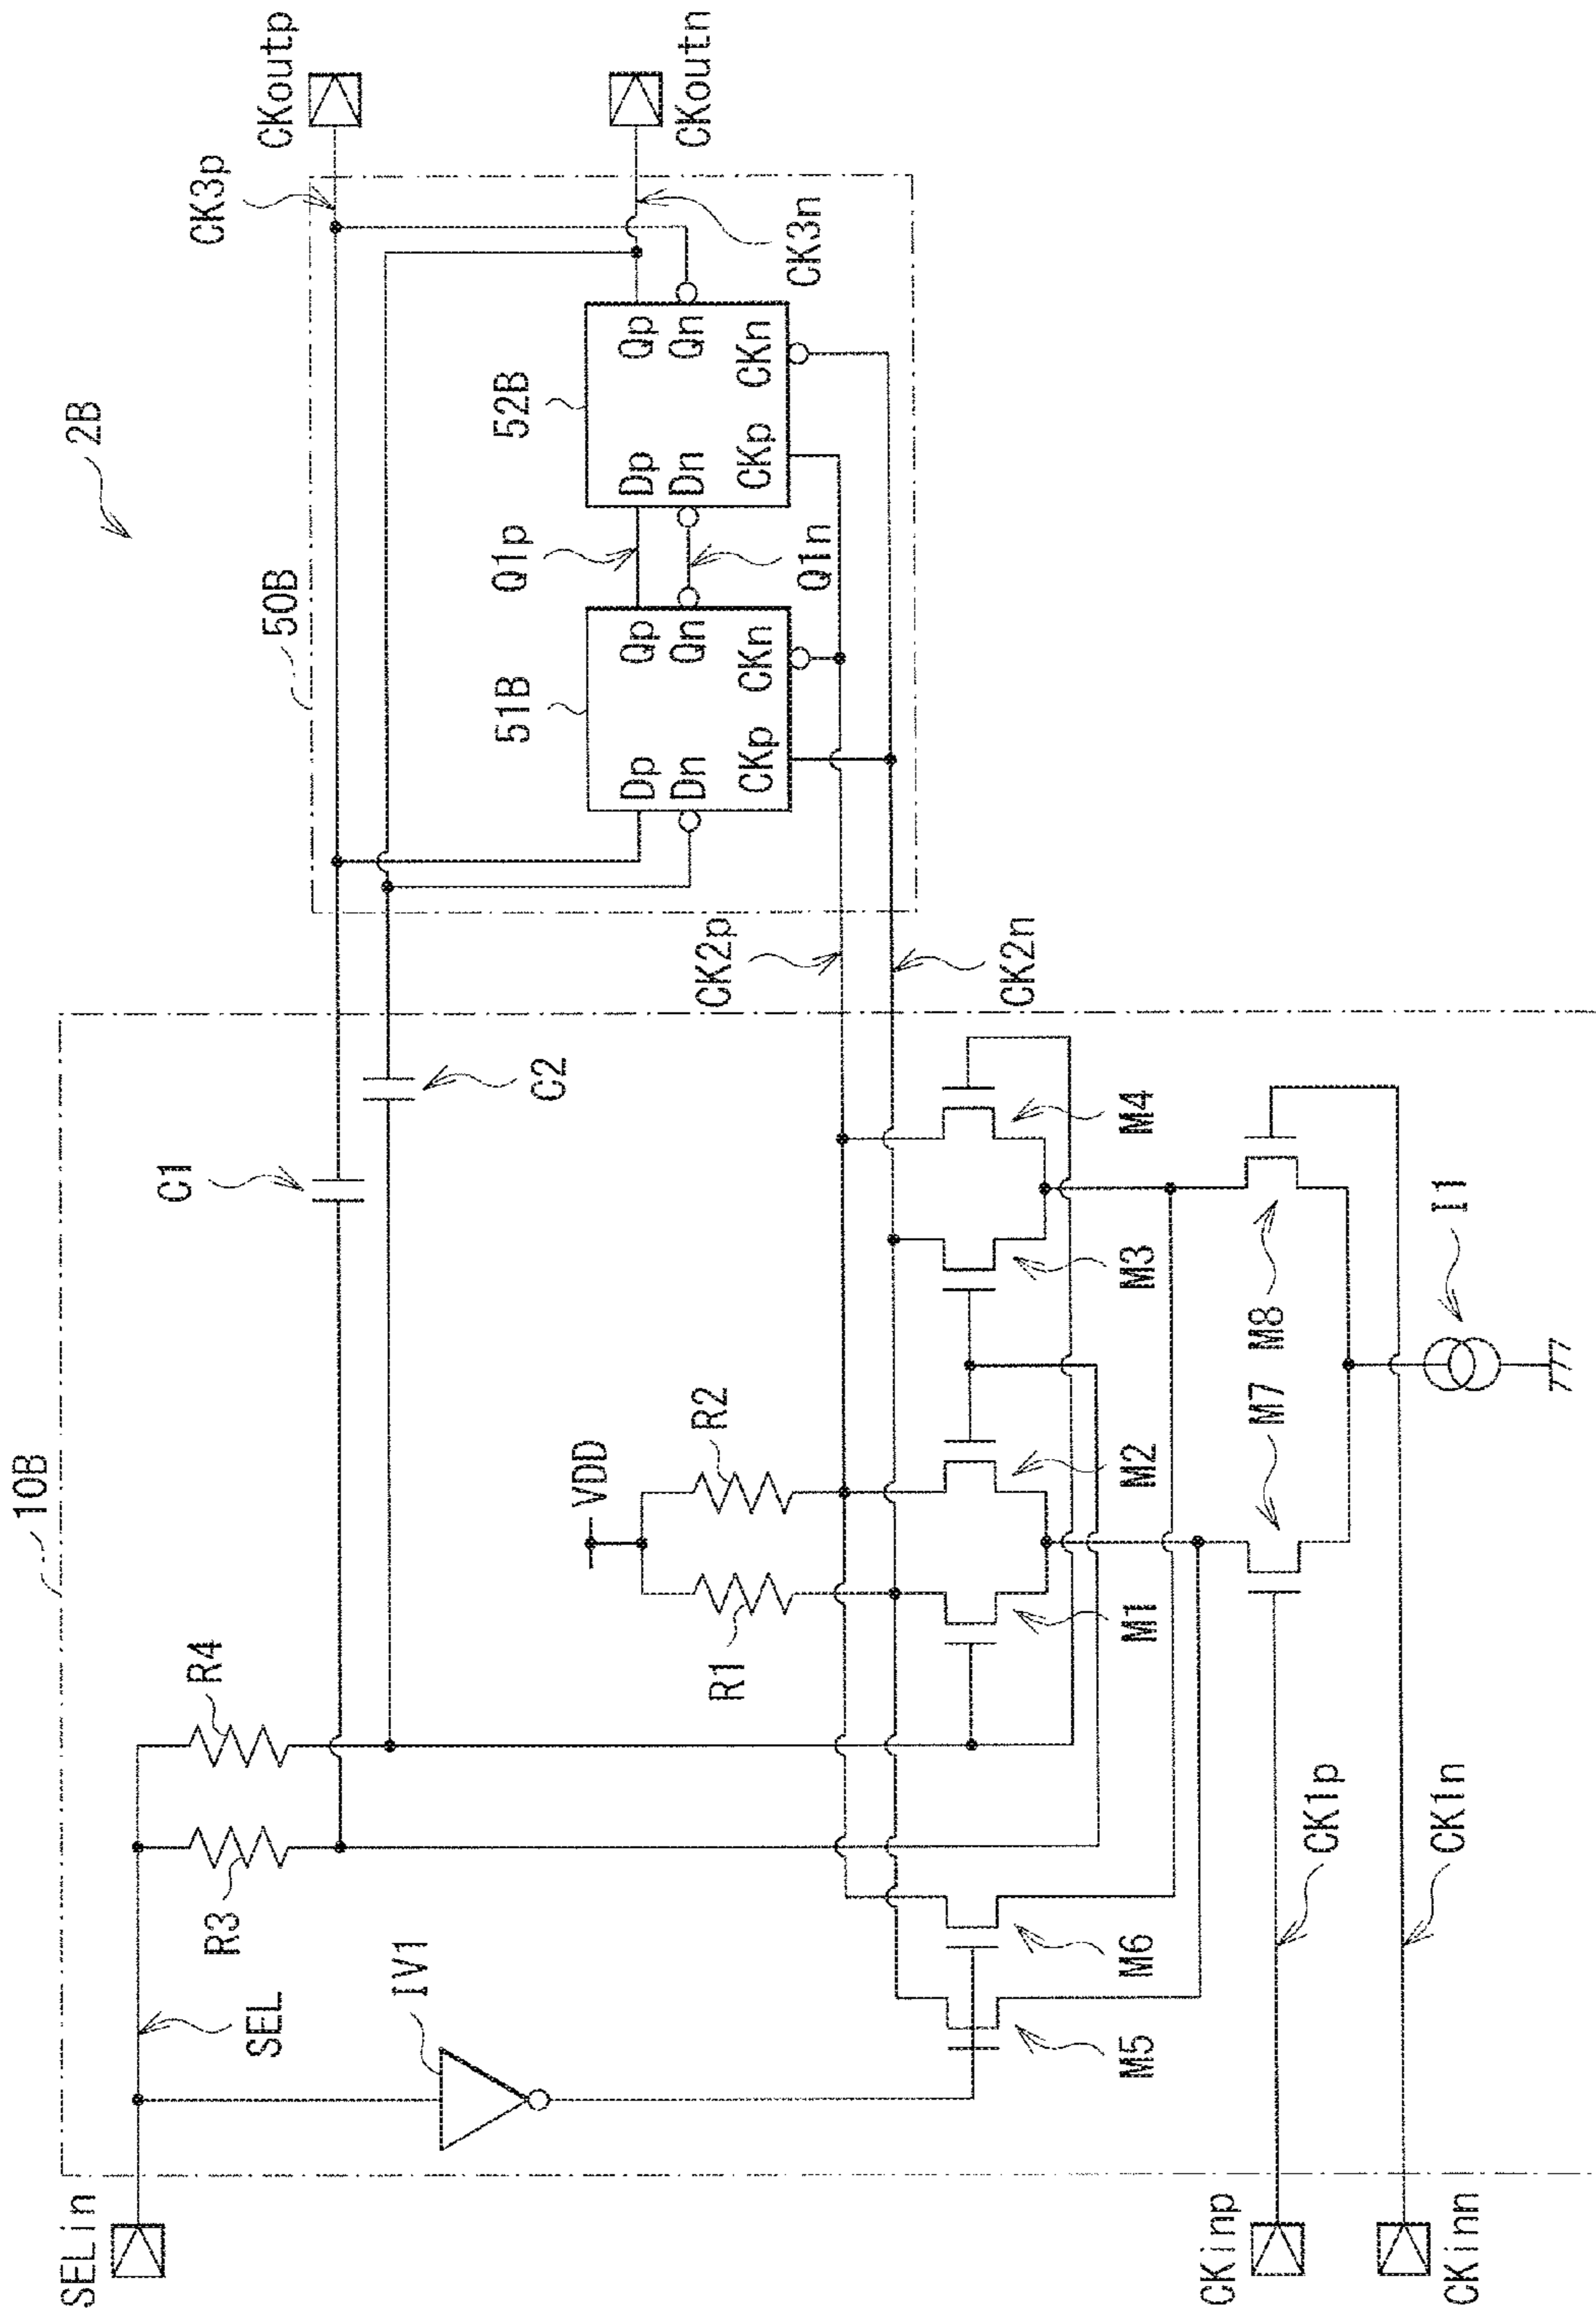 2B
10B
SELin
SEL
R3
R4
IV1
C1
C2
VDD
R1
R2
M5
M6
M1
M2
M3
M4
M7
M8
I1
CKinp
CKinn
CK1p
CK1n
CK2p
CK2n
50B
51B
Dp
Dn
CKp
CKn
Qp
Qn
Q1p
Q1n
52B
Dp
Dn
CKp
CKn
Qp
Qn
CK3p
CK3n
CKoutp
CKoutn